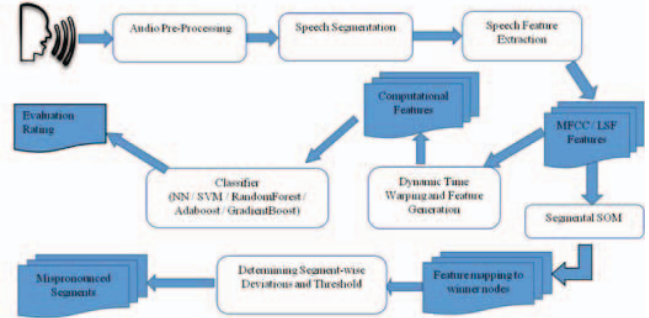 Audio Pre-Processing
Speech Segmentation
Speech Feature
Extraction
Evaluation
Rating
Computational
Features
MFCC / LSF
Features
Classifier
(NN / SVM / RandomForest /
Adaboost / GradientBoost)
Dynamic Time
Warping and Feature
Generation
Segmental SOM
Mispronounced
Segments
Determining Segment-wise
Deviations and Threshold
Feature mapping to
winner nodes